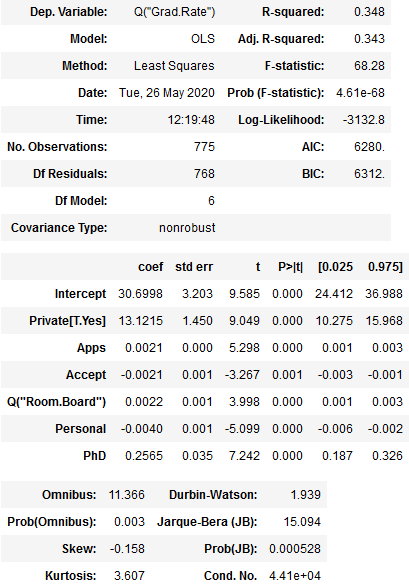 Dep. Variable: Q("Grad.Rate") R-squared: 0.348
Model: OLS Adj. R-squared: 0.343
Method: Least Squares F-statistic: 68.28
Date: Tue, 26 May 2020 Prob (F-statistic): 4.61e-68
Time: 12:19:48 Log-Likelihood: -3132.8
No. Observations: 775 AIC: 6280.
Df Residuals: 768 BIC: 6312.
Df Model: 6
Covariance Type: nonrobust
coef std err t P>|t| [0.025 0.975]
Intercept 30.6998 3.203 9.585 0.000 24.412 36.988
Private[T.Yes] 13.1215 1.450 9.049 0.000 10.275 15.968
Apps 0.0021 0.000 5.298 0.000 0.001 0.003
Accept -0.0021 0.001 -3.267 0.001 -0.003 -0.001
Q("Room.Board") 0.0022 0.001 3.998 0.000 0.001 0.003
Personal -0.0040 0.001 -5.099 0.000 -0.006 -0.002
PhD 0.2565 0.035 7.242 0.000 0.187 0.326
Omnibus: 11.366 Durbin-Watson: 1.939
Prob(Omnibus): 0.003 Jarque-Bera (JB): 15.094
Skew: -0.158 Prob(JB): 0.000528
Kurtosis: 3.607 Cond. No. 4.41e+04